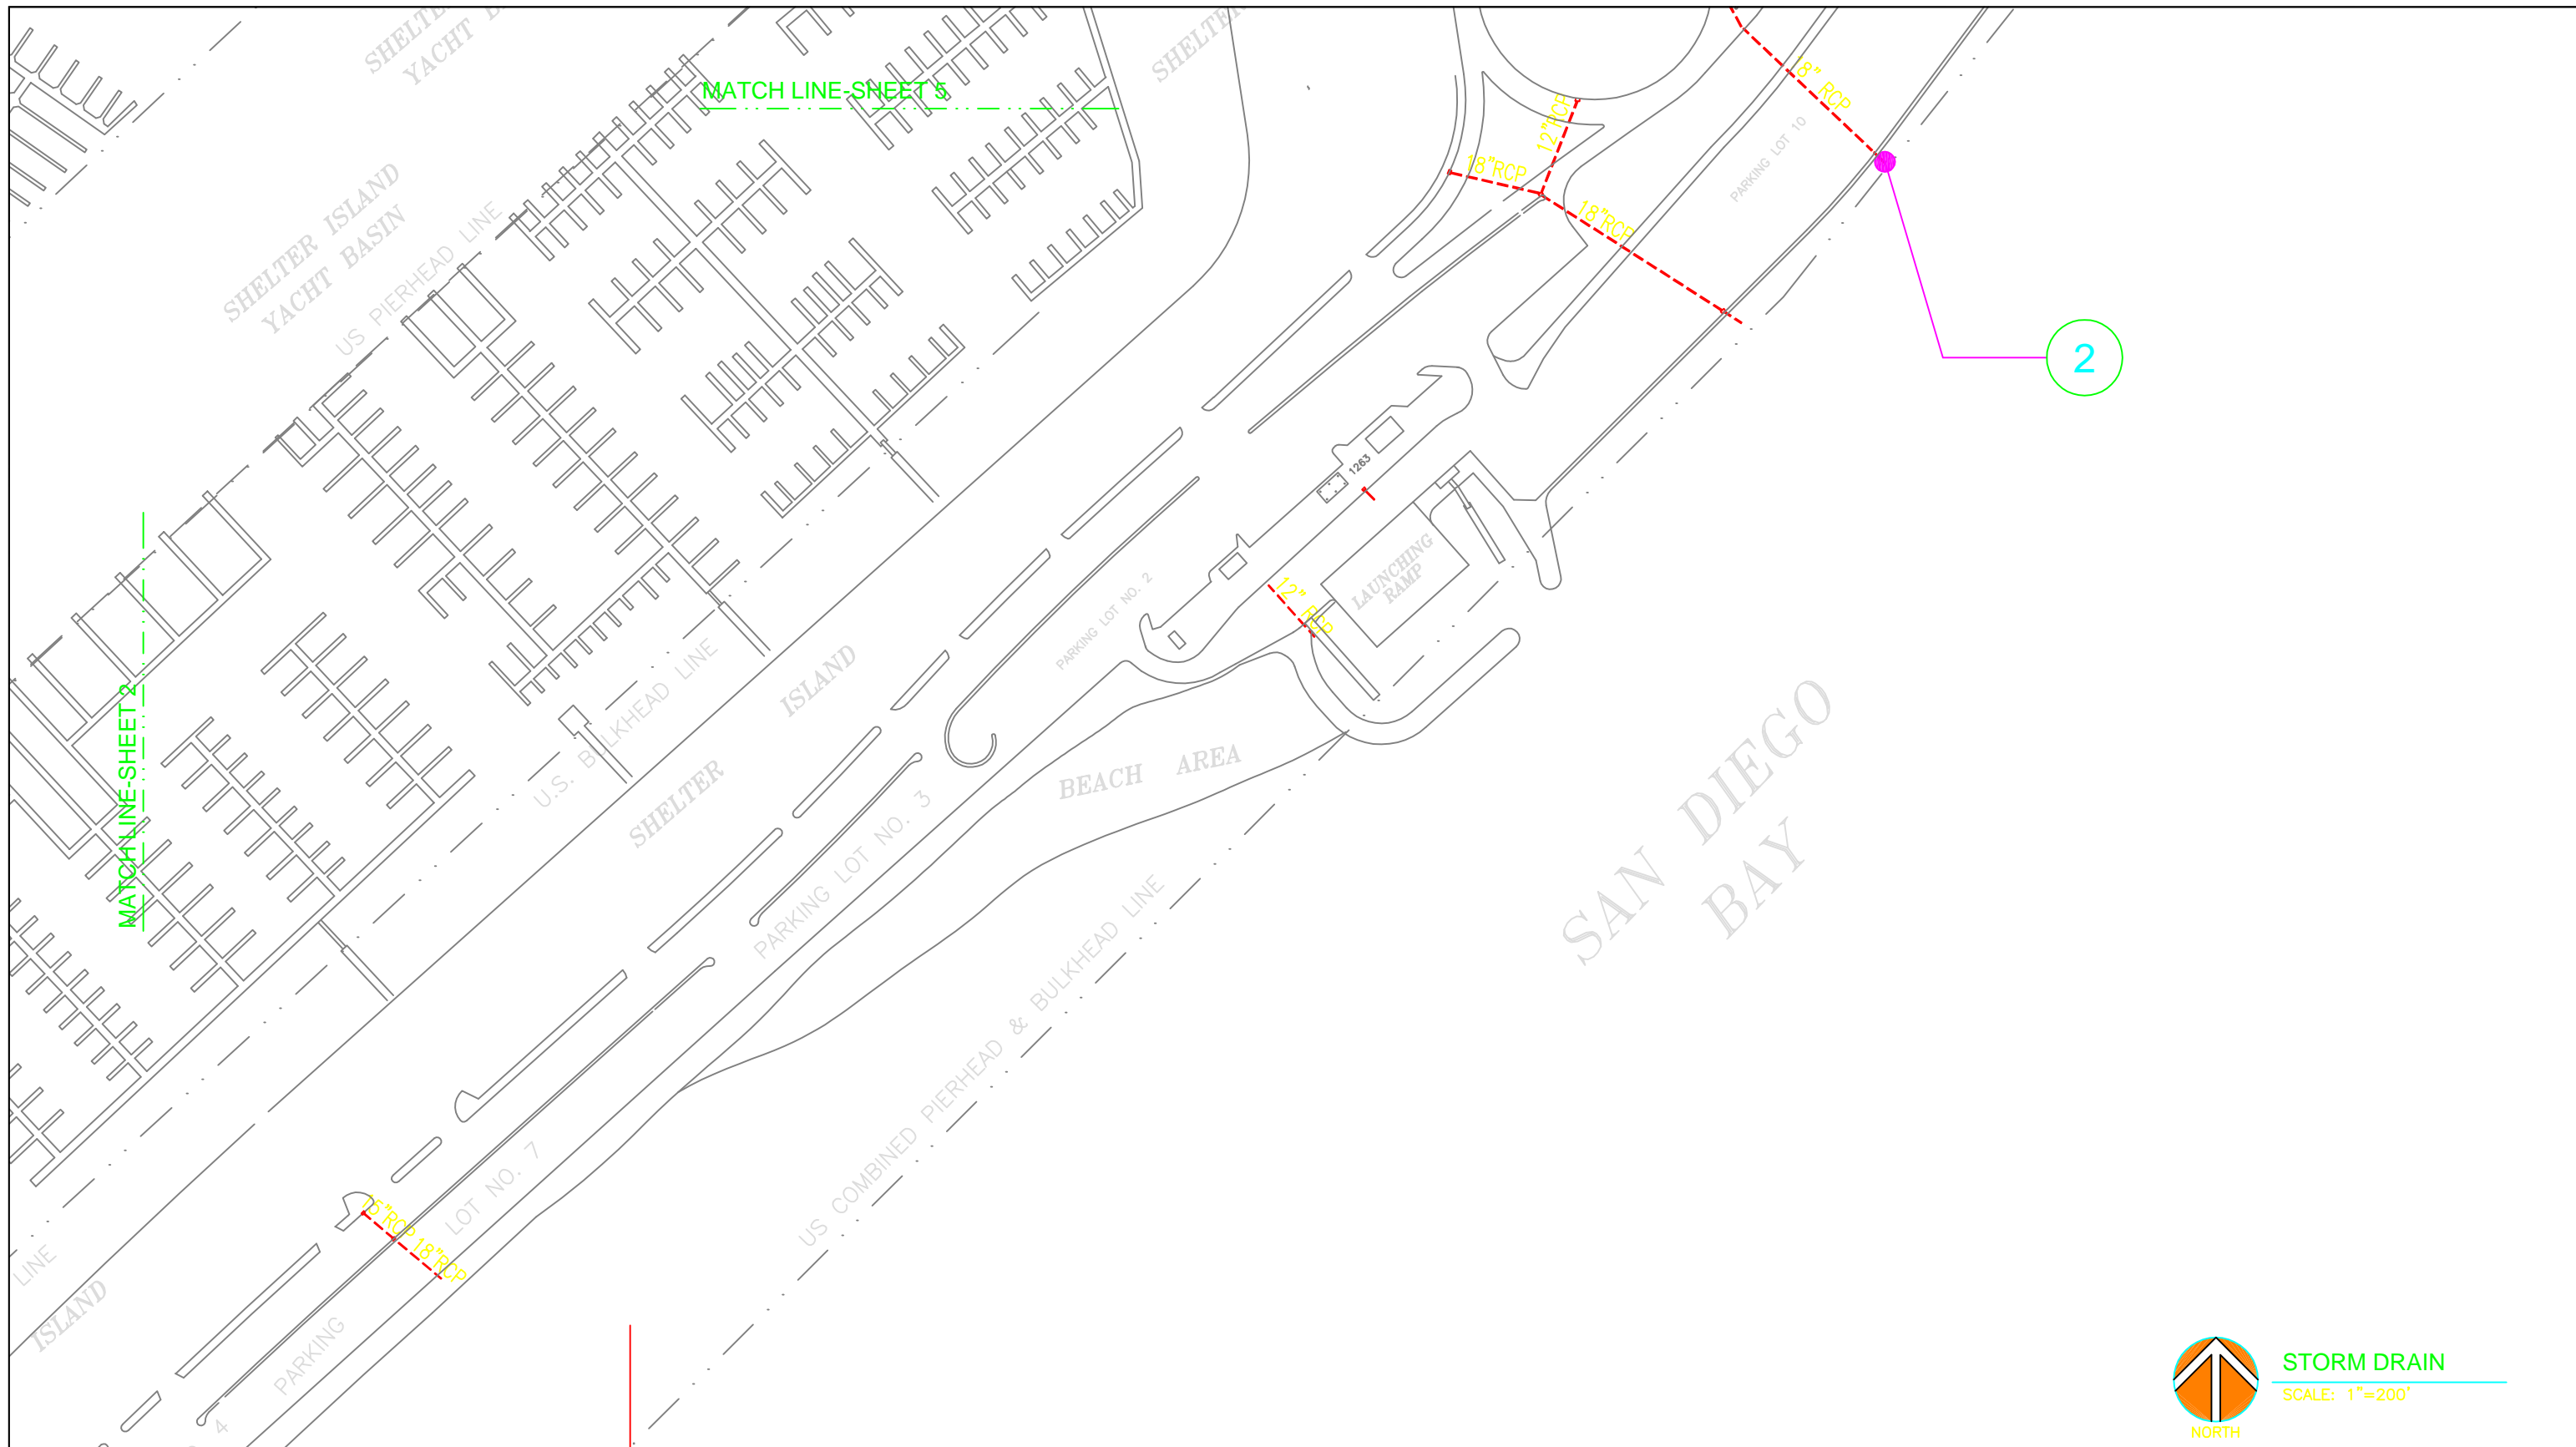 YACHT
SHELTER
MATCH LINE-SHEET 5
8" RCP
12"RCP
18"RCP
18"RCP
PARKING LOT 10
SHELTER ISLAND
YACHT BASIN
US PIERHEAD LINE
2
1263
LAUNCHING
RAMP
12" RCP
PARKING LOT NO. 2
MATCH LINE-SHEET 2
U.S. BULKHEAD LINE
SHELTER ISLAND
BEACH AREA
PARKING LOT NO. 3
SAN DIEGO
BAY
US COMBINED PIERHEAD & BULKHEAD LINE
15"RCP
18"RCP
PARKING LOT NO. 7
LINE
ISLAND
4
STORM DRAIN
SCALE: 1"=200'
NORTH